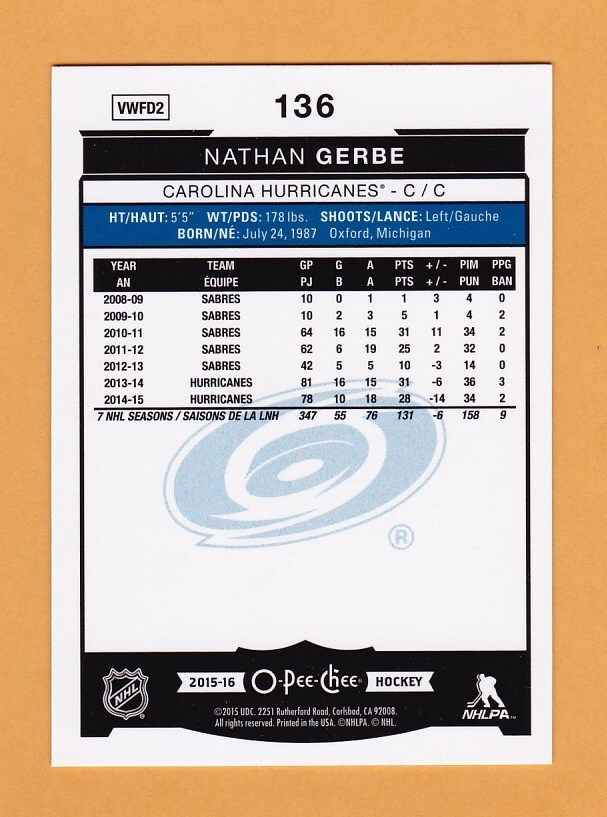 VWFD2
136
NATHAN GERBE
CAROLINA HURRICANES® - C / C
HT/HAUT: 5'5" WT/PDS: 178 lbs. SHOOTS/LANCE: Left/Gauche
BORN/NÉ: July 24, 1987 Oxford, Michigan
YEAR TEAM GP G A PTS +/- PIM PPG
AN ÉQUIPE PJ B A PTS +/- PUN BAN
2008-09 SABRES 10 0 1 1 3 4 0
2009-10 SABRES 10 2 3 5 1 4 2
2010-11 SABRES 64 16 15 31 11 34 2
2011-12 SABRES 62 6 19 25 2 32 0
2012-13 SABRES 42 5 5 10 -3 14 0
2013-14 HURRICANES 81 16 15 31 -6 36 3
2014-15 HURRICANES 78 10 18 28 -14 34 2
7 NHL SEASONS / SAISONS DE LA LNH 347 55 76 131 -6 158 9
®
NHL
2015-16 O-Pee-Chee® HOCKEY
NHLPA™
©2015 UDC. 2251 Rutherford Road, Carlsbad, CA 92008.
All rights reserved. Printed in the USA. ©NHLPA. © NHL.